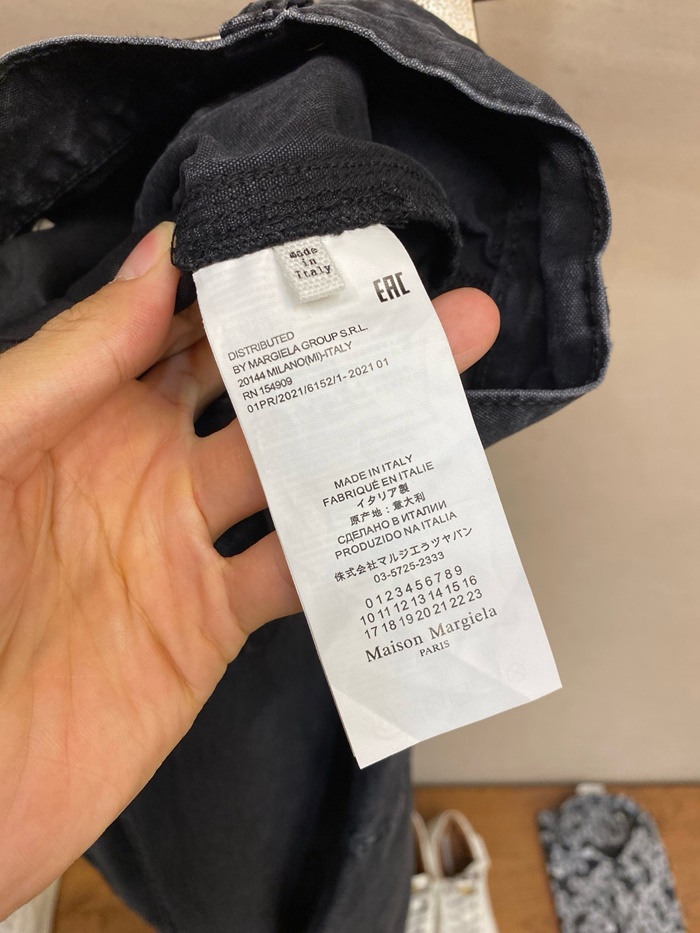 Made
in
Italy
EAC
DISTRIBUTED
BY MARGIELA GROUP S.R.L.
20144 MILANO(MI)-ITALY
RN 154909
01PR/2021/6152/1-2021 01
MADE IN ITALY
FABRIQUÉ EN ITALIE
イタリア製
原产地：意大利
СДЕЛАНО В ИТАЛИИ
PRODUZIDO NA ITALIA
侏式会社マルジエラツヤバン
03-5725-2333
0 1 2 3 4 5 6 7 8 9
10 11 12 13 14 15 16
17 18 19 20 21 22 23
Maison Margiela
PARIS